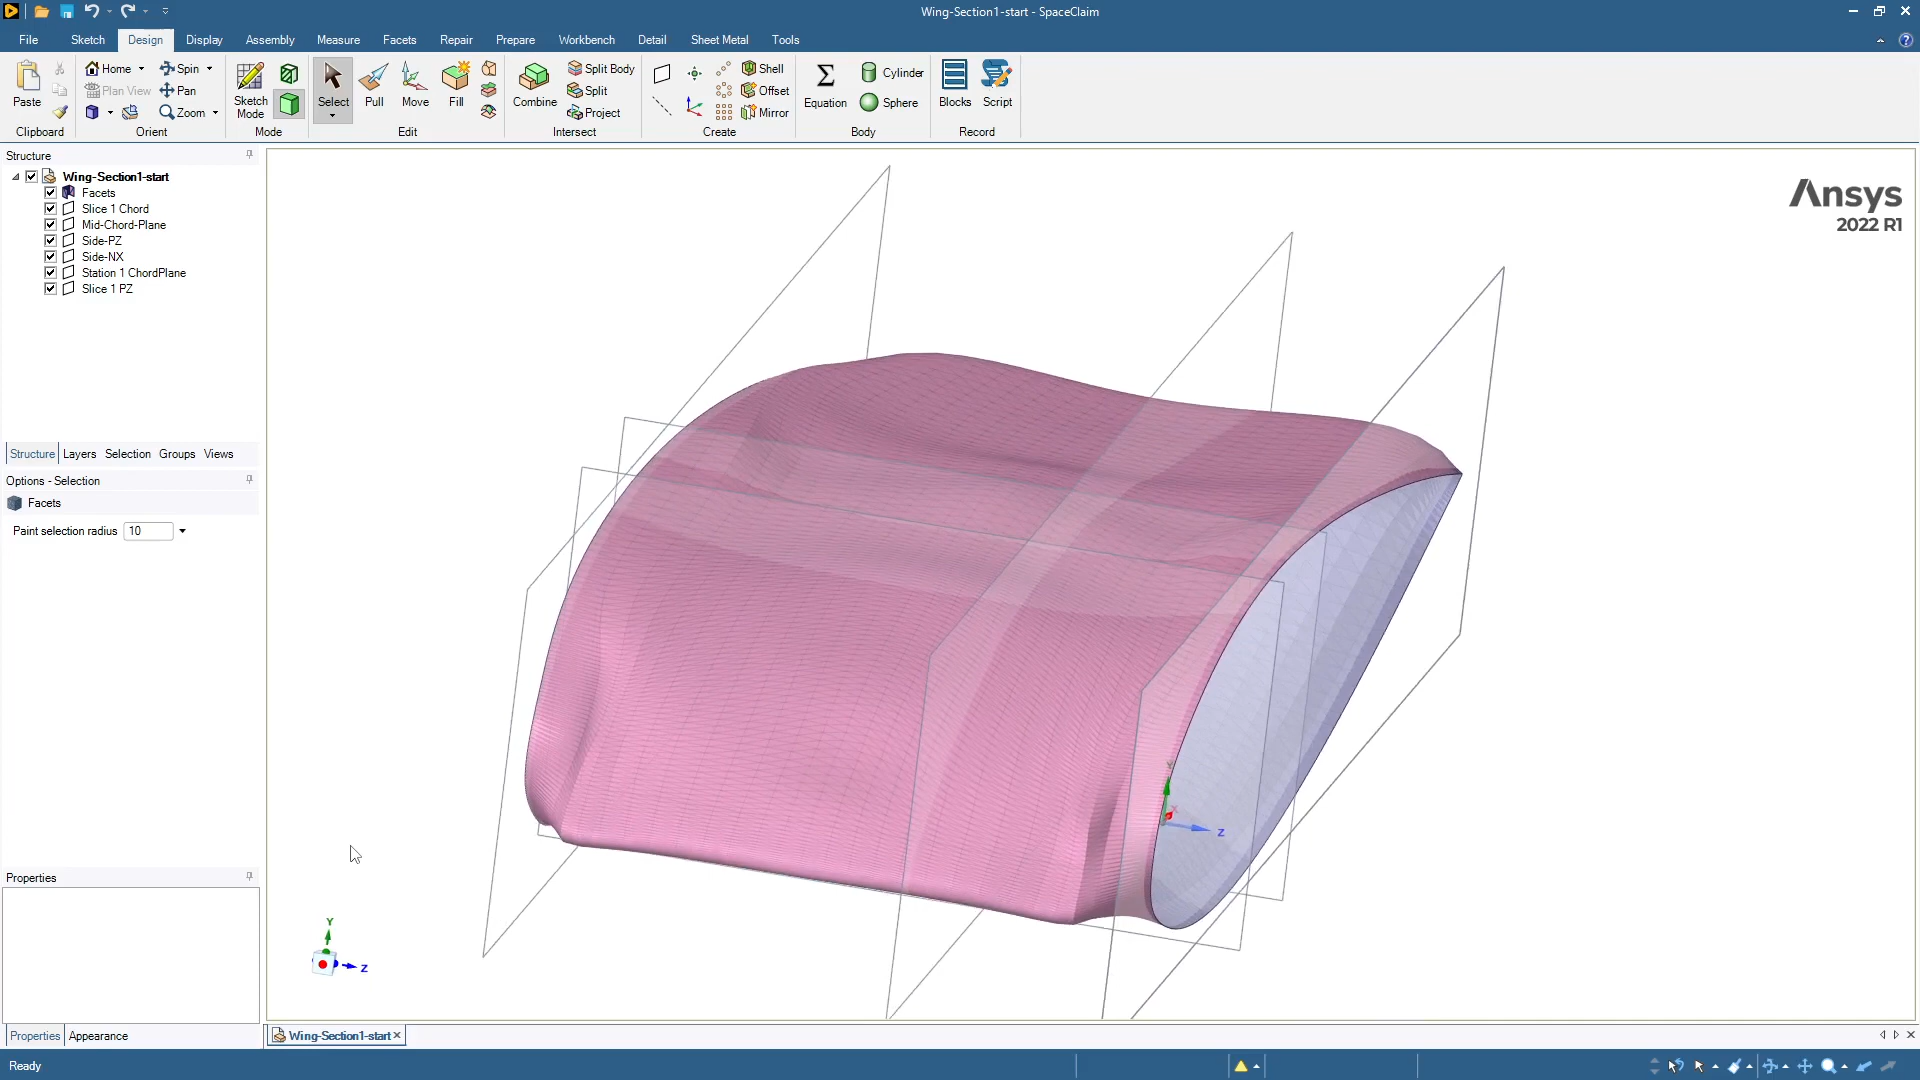 Wing-Section1-start - SpaceClaim
File Sketch Design Display Assembly Measure Facets Repair Prepare Workbench Detail Sheet Metal Tools
Paste
Clipboard
Home Spin
Plan View Pan
Zoom
Orient
Sketch Mode
Mode
Select Pull Move Fill
Edit
Combine
Split Body
Split
Project
Intersect
Shell
Offset
Mirror
Create
Equation
Cylinder
Sphere
Body
Blocks Script
Record
Structure
Wing-Section1-start
Facets
Slice 1 Chord
Mid-Chord-Plane
Side-PZ
Side-NX
Station 1 ChordPlane
Slice 1 PZ
Structure Layers Selection Groups Views
Options - Selection
Facets
Paint selection radius 10
Properties
Properties Appearance
Ansys
2022 R1
Y
X
Z
Y
Z
Wing-Section1-start
Ready